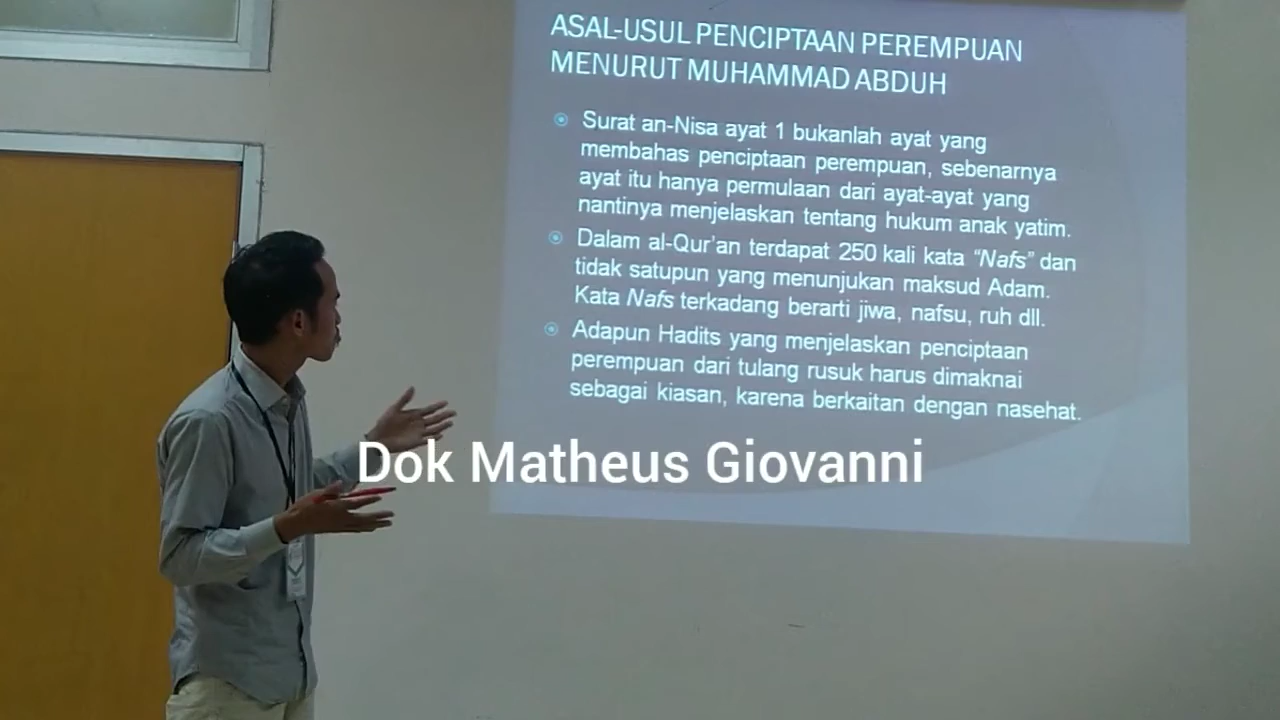 ASAL-USUL PENCIPTAAN PEREMPUAN
MENURUT MUHAMMAD ABDUH
Surat an-Nisa ayat 1 bukanlah ayat yang
membahas penciptaan perempuan, sebenarnya
ayat itu hanya permulaan dari ayat-ayat yang
nantinya menjelaskan tentang hukum anak yatim.
Dalam al-Qur'an terdapat 250 kali kata “Nafs” dan
tidak satupun yang menunjukan maksud Adam.
Kata Nafs terkadang berarti jiwa, nafsu, ruh dll.
Adapun Hadits yang menjelaskan penciptaan
perempuan dari tulang rusuk harus dimaknai
sebagai kiasan, karena berkaitan dengan nasehat.
Dok Matheus Giovanni